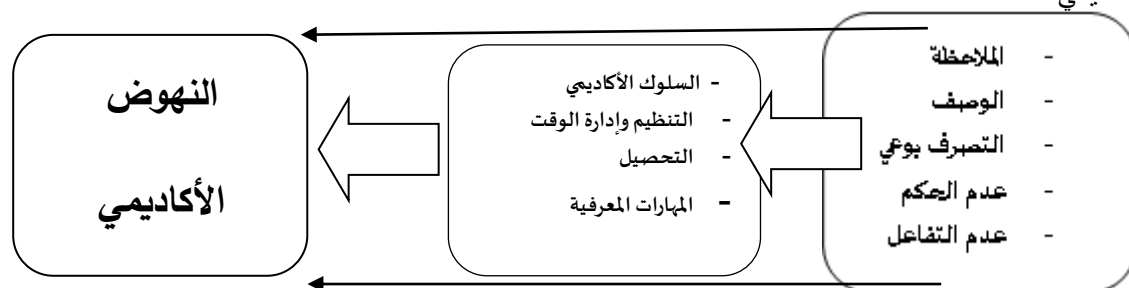 - الملاحظة
- الوصف
- التصرف بوعي
- عدم الحكم
- عدم التفاعل
- السلوك الأكاديمي
- التنظيم وإدارة الوقت
- التحصيل
- المهارات المعرفية
النهوض
الأكاديمي